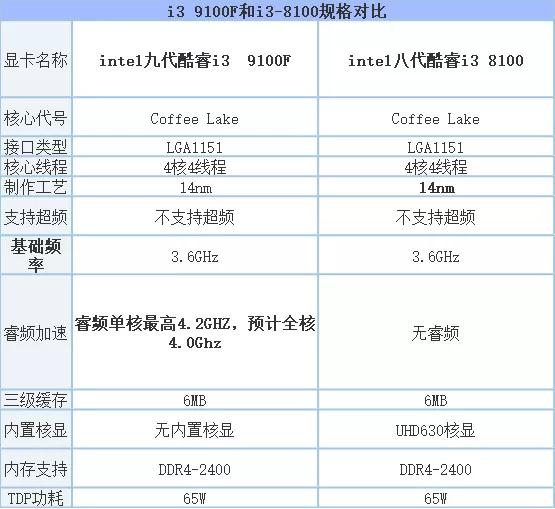 i3 9100F和i3-8100规格对比
显卡名称 intel九代酷睿i3 9100F intel八代酷睿i3 8100
核心代号 Coffee Lake Coffee Lake
接口类型 LGA1151 LGA1151
核心线程 4核4线程 4核4线程
制作工艺 14nm 14nm
支持超频 不支持超频 不支持超频
基础频
率 3.6GHz 3.6GHz
睿频加速 睿频单核最高4.2GHZ，预计全核
4.0Ghz 无睿频
三级缓存 6MB 6MB
内置核显 无内置核显 UHD630核显
内存支持 DDR4-2400 DDR4-2400
TDP功耗 65W 65W